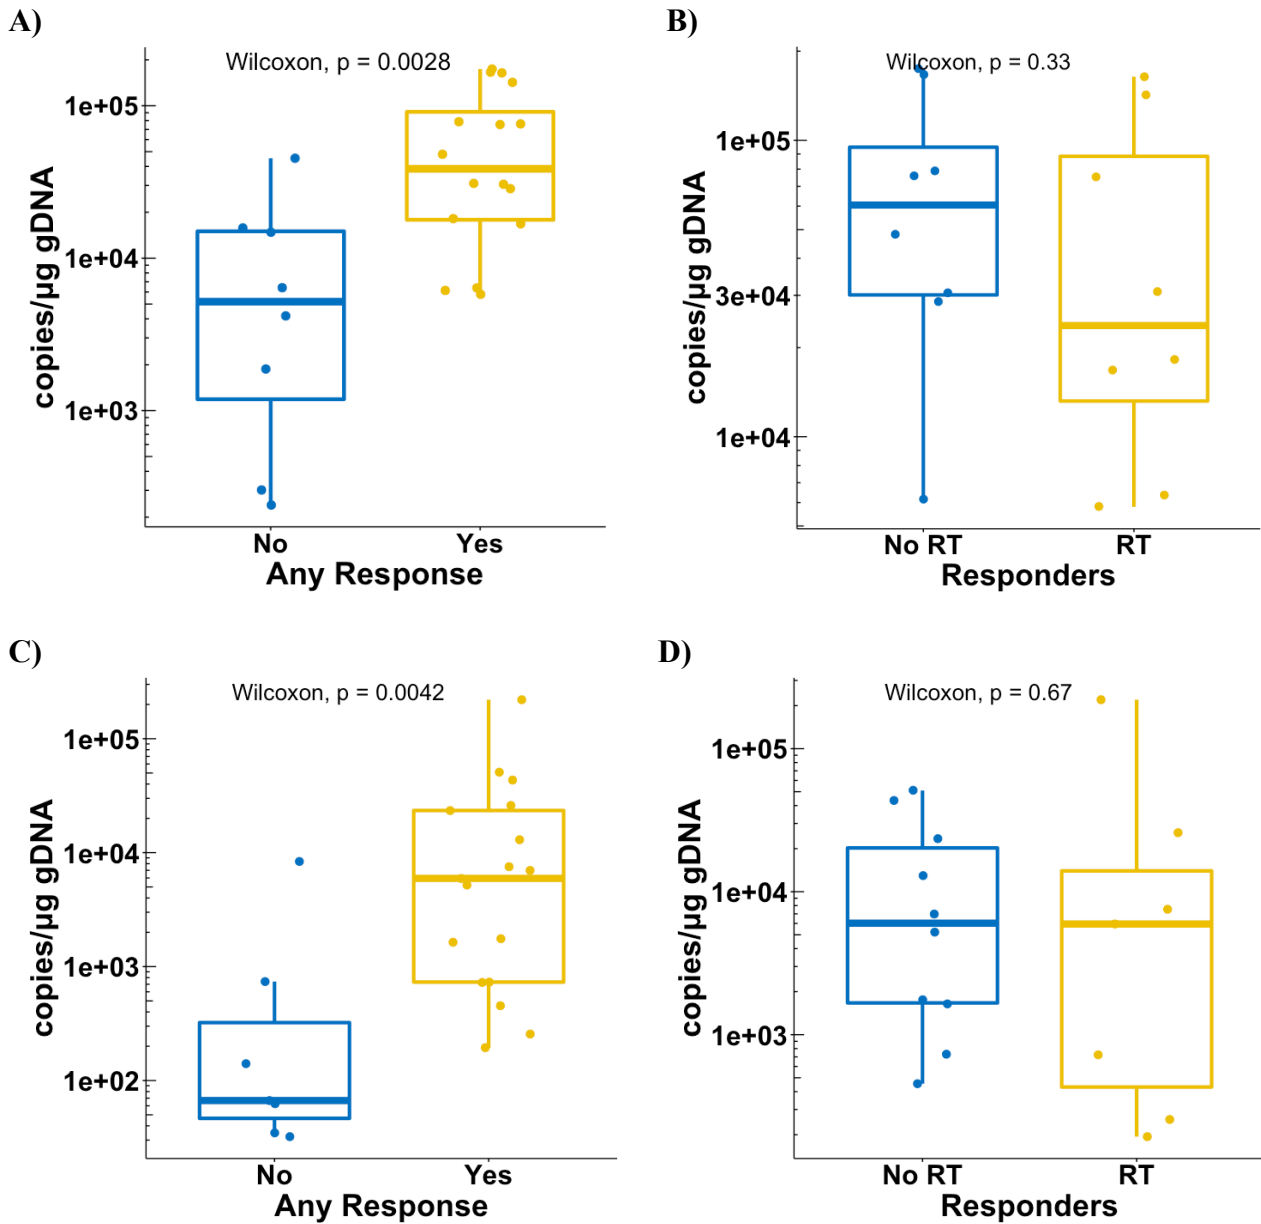 A)
Wilcoxon, p = 0.0028
copies/µg gDNA
1e+05
1e+04
1e+03
No Yes
Any Response
B)
Wilcoxon, p = 0.33
copies/µg gDNA
1e+05
3e+04
1e+04
No RT RT
Responders
C)
Wilcoxon, p = 0.0042
copies/µg gDNA
1e+05
1e+04
1e+03
1e+02
No Yes
Any Response
D)
Wilcoxon, p = 0.67
copies/µg gDNA
1e+05
1e+04
1e+03
No RT RT
Responders